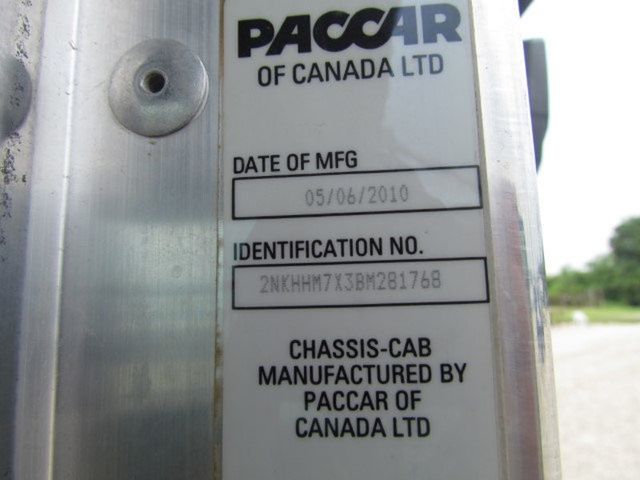 PACCAR
OF CANADA LTD
DATE OF MFG
05/06/2010
IDENTIFICATION NO.
2NKHHM7X3BM281768
CHASSIS-CAB
MANUFACTURED BY
PACCAR OF
CANADA LTD